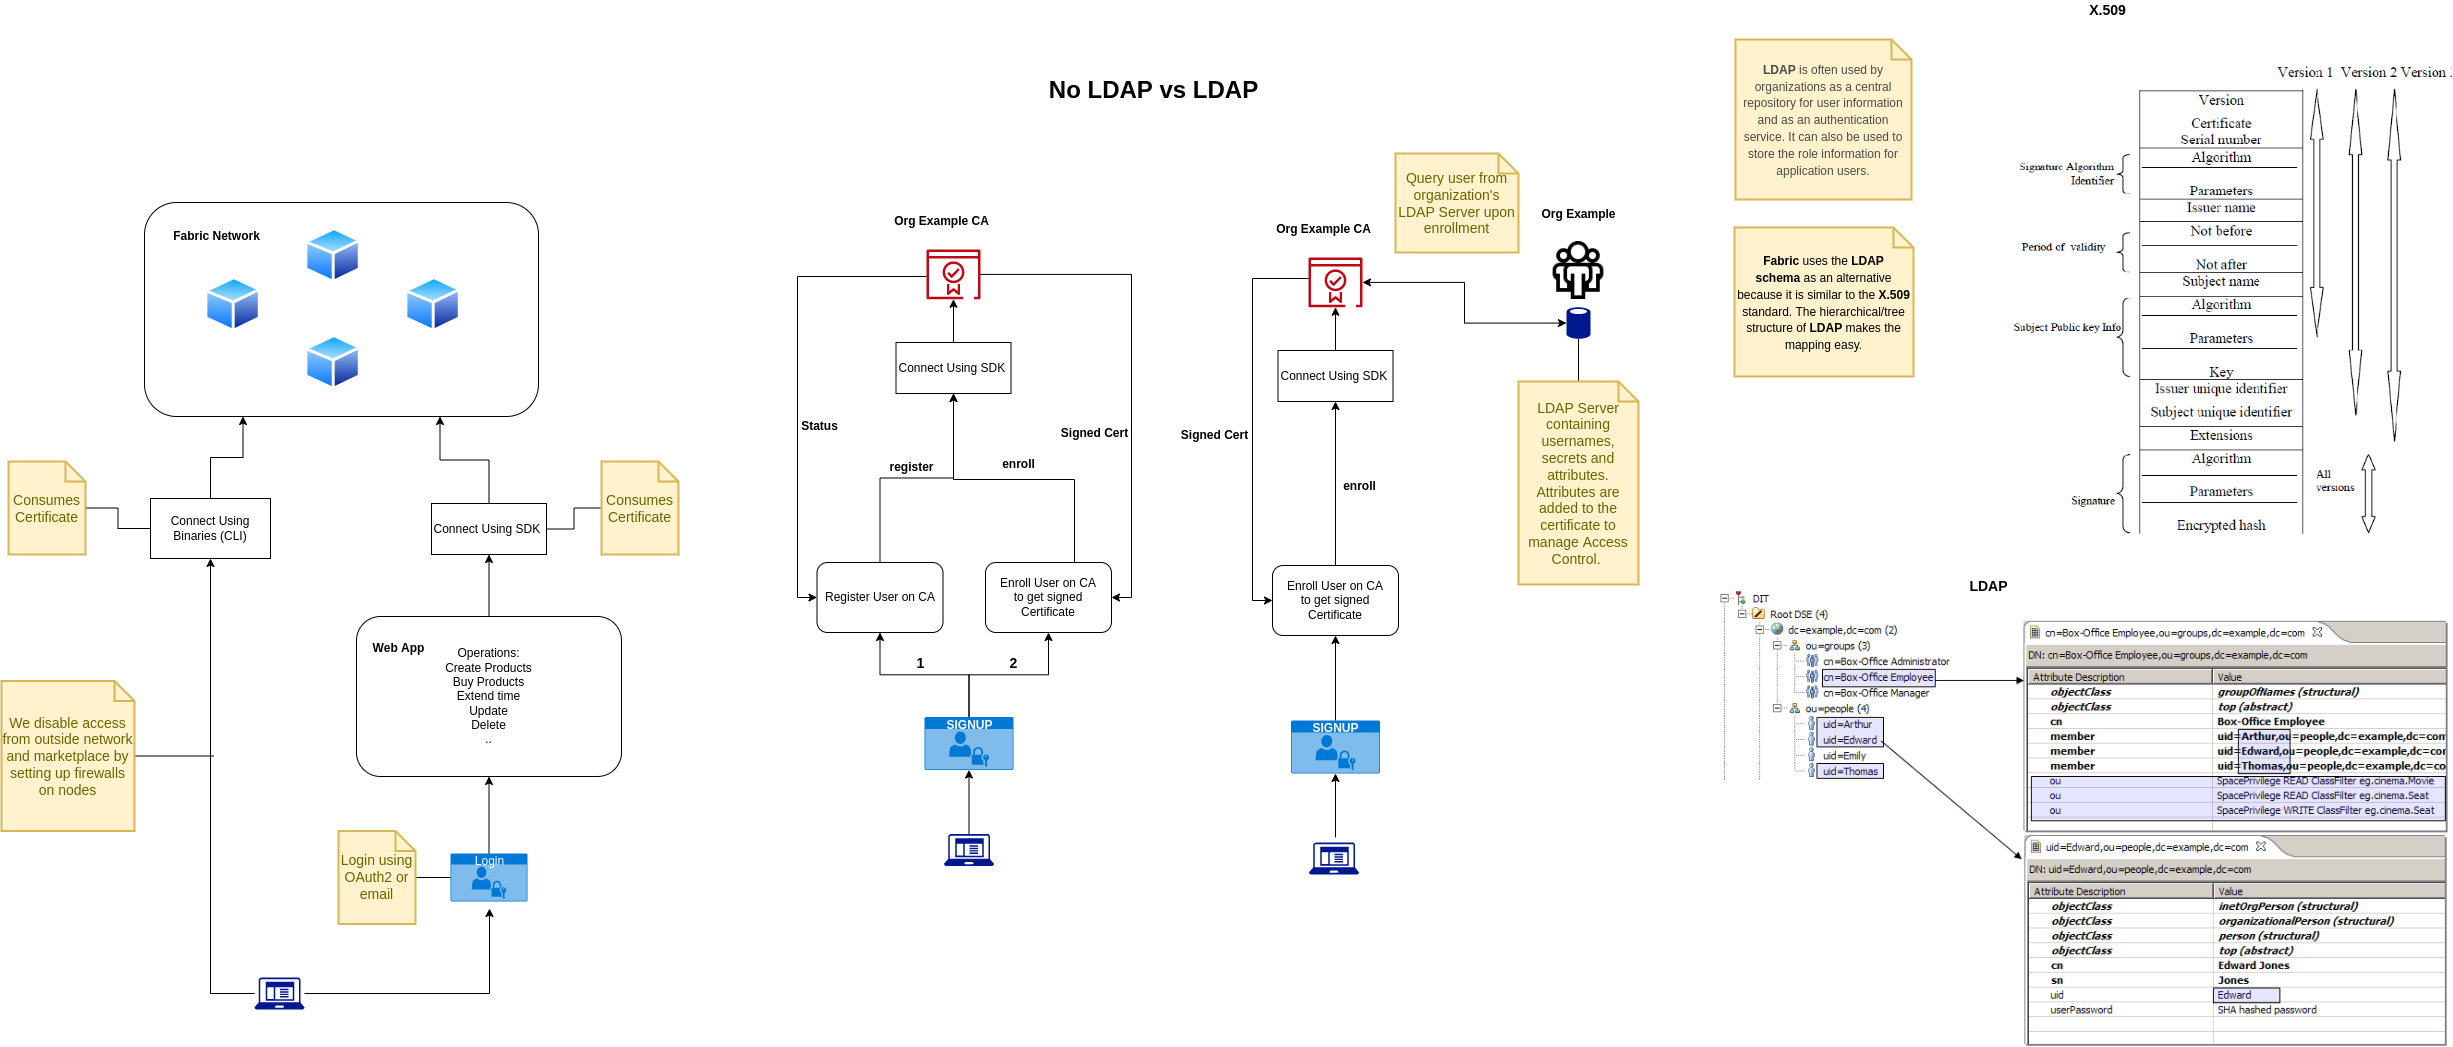 No LDAP vs LDAP
Fabric Network
Consumes
Certificate
Connect Using
Binaries (CLI)
Connect Using SDK
Consumes
Certificate
Web App
Operations:
Create Products
Buy Products
Extend time
Update
Delete
..
We disable access
from outside network
and marketplace by
setting up firewalls
on nodes
Login using
OAuth2 or
email
Login
Org Example CA
Connect Using SDK
Status
Signed Cert
register
enroll
Register User on CA
Enroll User on CA
to get signed
Certificate
1
2
SIGNUP
Org Example CA
Query user from
organization's
LDAP Server upon
enrollment
Org Example
Connect Using SDK
Signed Cert
enroll
Enroll User on CA
to get signed
Certificate
SIGNUP
LDAP Server
containing
usernames,
secrets and
attributes.
Attributes are
added to the
certificate to
manage Access
Control.
LDAP is often used by
organizations as a central
repository for user information
and as an authentication
service. It can also be used to
store the role information for
application users.
Fabric uses the LDAP
schema as an alternative
because it is similar to the X.509
standard. The hierarchical/tree
structure of LDAP makes the
mapping easy.
X.509
Version 1 Version 2 Version
Version
Certificate
Serial number
Signature Algorithm
Identifier
Algorithm
Parameters
Issuer name
Period of validity
Not before
Not after
Subject name
Subject Public key Info
Algorithm
Parameters
Key
Issuer unique identifier
Subject unique identifier
Extensions
Signature
Algorithm
Parameters
Encrypted hash
All
versions
LDAP
DIT
Root DSE (4)
dc=example,dc=com (2)
ou=groups (3)
cn=Box-Office Administrator
cn=Box-Office Employee
cn=Box-Office Manager
ou=people (4)
uid=Arthur
uid=Edward
uid=Emily
uid=Thomas
cn=Box-Office Employee,ou=groups,dc=example,dc=com
DN: cn=Box-Office Employee,ou=groups,dc=example,dc=com
Attribute Description Value
objectClass groupOfNames (structural)
objectClass top (abstract)
cn Box-Office Employee
member uid=Arthur,ou=people,dc=example,dc=com
member uid=Edward,ou=people,dc=example,dc=cor
member uid=Thomas,ou=people,dc=example,dc=co
ou SpacePrivilege READ ClassFilter eg.cinema.Movie
ou SpacePrivilege READ ClassFilter eg.cinema.Seat
ou SpacePrivilege WRITE ClassFilter eg.cinema.Seat
uid=Edward,ou=people,dc=example,dc=com
DN: uid=Edward,ou=people,dc=example,dc=com
Attribute Description Value
objectClass inetOrgPerson (structural)
objectClass organizationalPerson (structural)
objectClass person (structural)
objectClass top (abstract)
cn Edward Jones
sn Jones
uid Edward
userPassword SHA hashed password